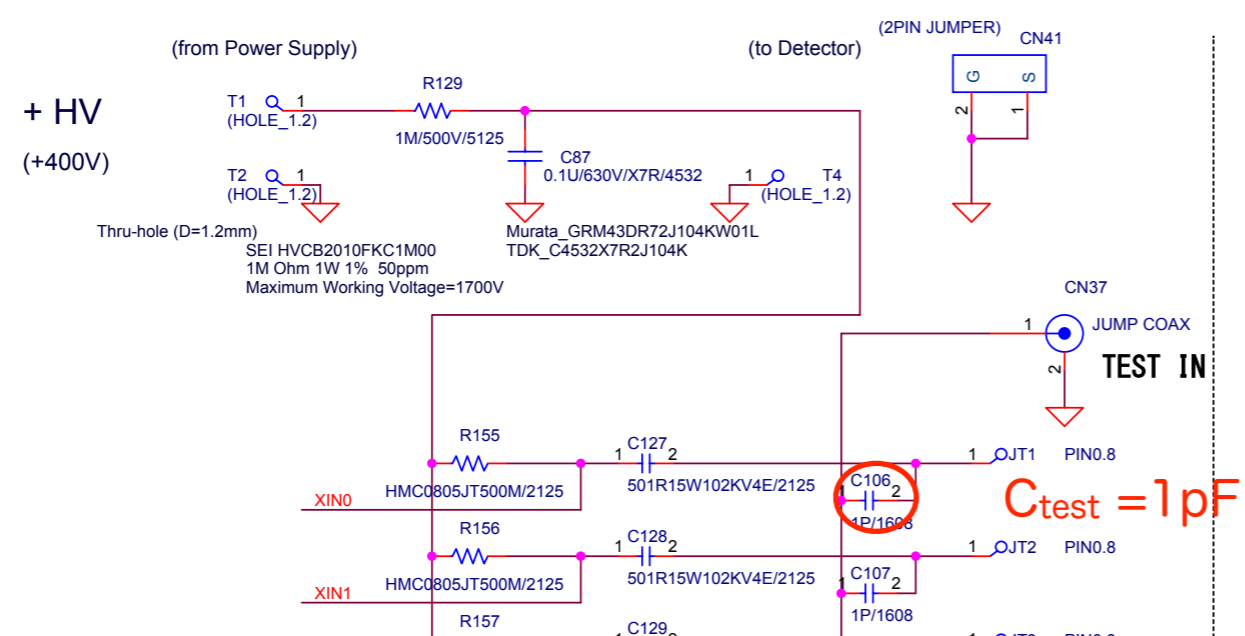 (from Power Supply)
(to Detector)
(2PIN JUMPER)
CN41
+ HV
(+400V)
T1
1
(HOLE_1.2)
R129
1M/500V/5125
G
S
2
1
T2
1
(HOLE_1.2)
C87
0.1U/630V/X7R/4532
1
T4
(HOLE_1.2)
Thru-hole (D=1.2mm)
SEI HVCB2010FKC1M00
1M Ohm 1W 1% 50ppm
Maximum Working Voltage=1700V
Murata_GRM43DR72J104KW01L
TDK_C4532X7R2J104K
CN37
1
JUMP COAX
2
TEST IN
R155
HMC0805JT500M/2125
XIN0
C127
1
2
501R15W102KV4E/2125
C106
1
2
1P/1608
1
JT1
PIN0.8
Ctest =1pF
R156
HMC0805JT500M/2125
XIN1
C128
1
2
501R15W102KV4E/2125
C107
1
2
1P/1608
1
JT2
PIN0.8
R157
C129